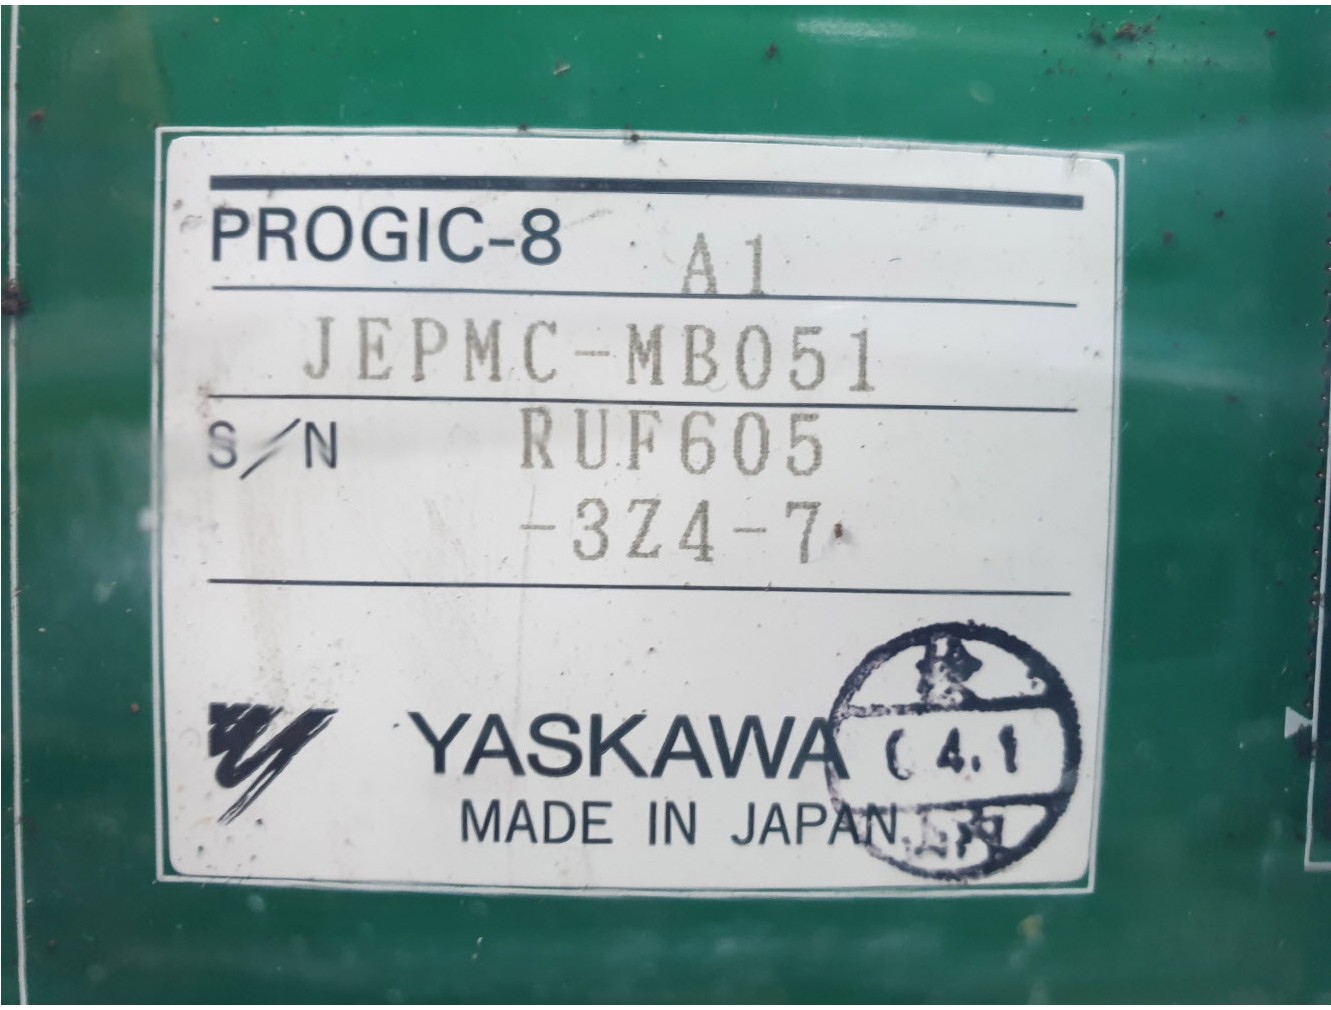 PROGIC-8 A1
JEPMC-MB051
S/N RUF605
-3Z4-7
YASKAWA
MADE IN JAPAN
4.1